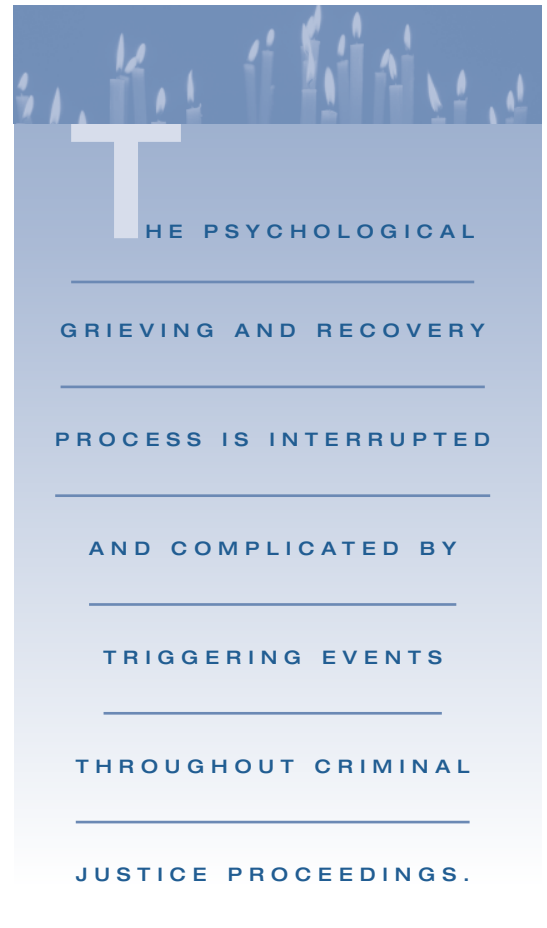 THE PSYCHOLOGICAL
GRIEVING AND RECOVERY
PROCESS IS INTERRUPTED
AND COMPLICATED BY
TRIGGERING EVENTS
THROUGHOUT CRIMINAL
JUSTICE PROCEEDINGS.